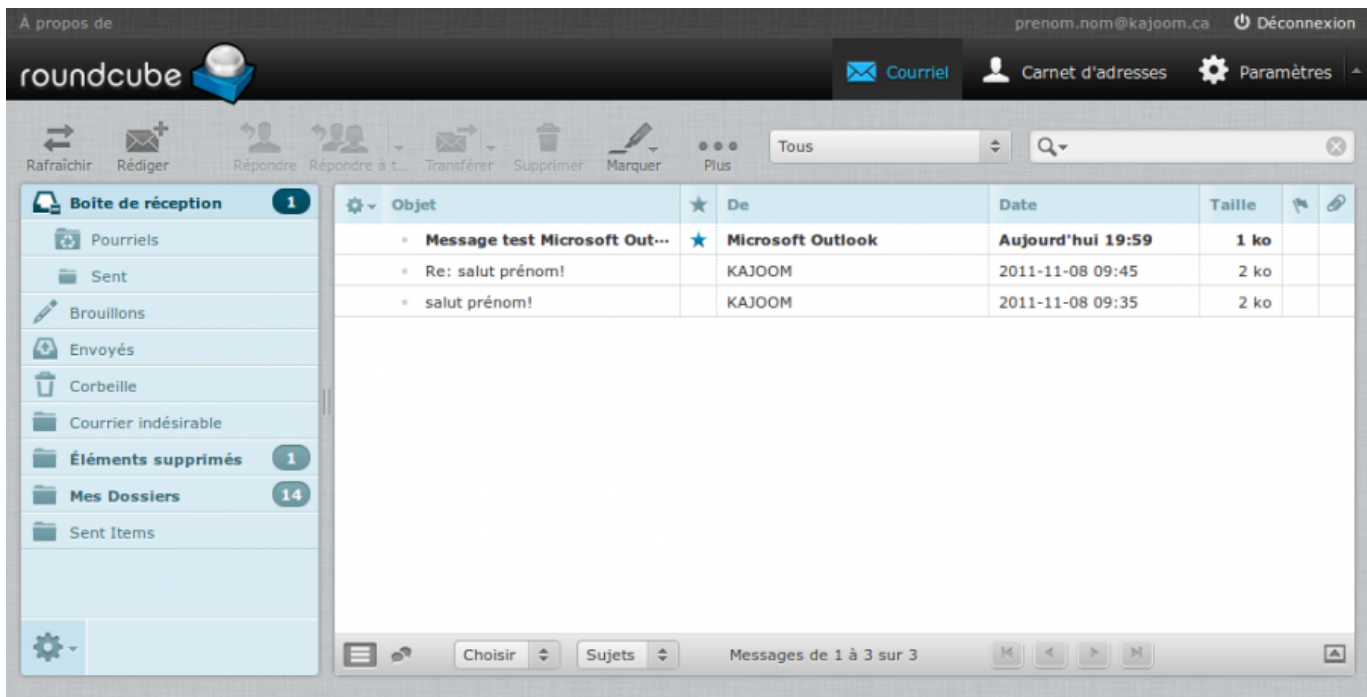 À propos de prenom.nom@kajoom.ca Déconnexion
roundcube Courriel Carnet d'adresses Paramètres
Rafraîchir Rédiger Répondre Répondre à t... Transférer Supprimer Marquer Plus Tous
Boîte de réception 1
Pourriels
Sent
Brouillons
Envoyés
Corbeille
Courrier indésirable
Éléments supprimés 1
Mes Dossiers 14
Sent Items
Objet De Date Taille
Message test Microsoft Out... Microsoft Outlook Aujourd'hui 19:59 1 ko
Re: salut prénom! KAJOOM 2011-11-08 09:45 2 ko
salut prénom! KAJOOM 2011-11-08 09:35 2 ko
Choisir Sujets Messages de 1 à 3 sur 3